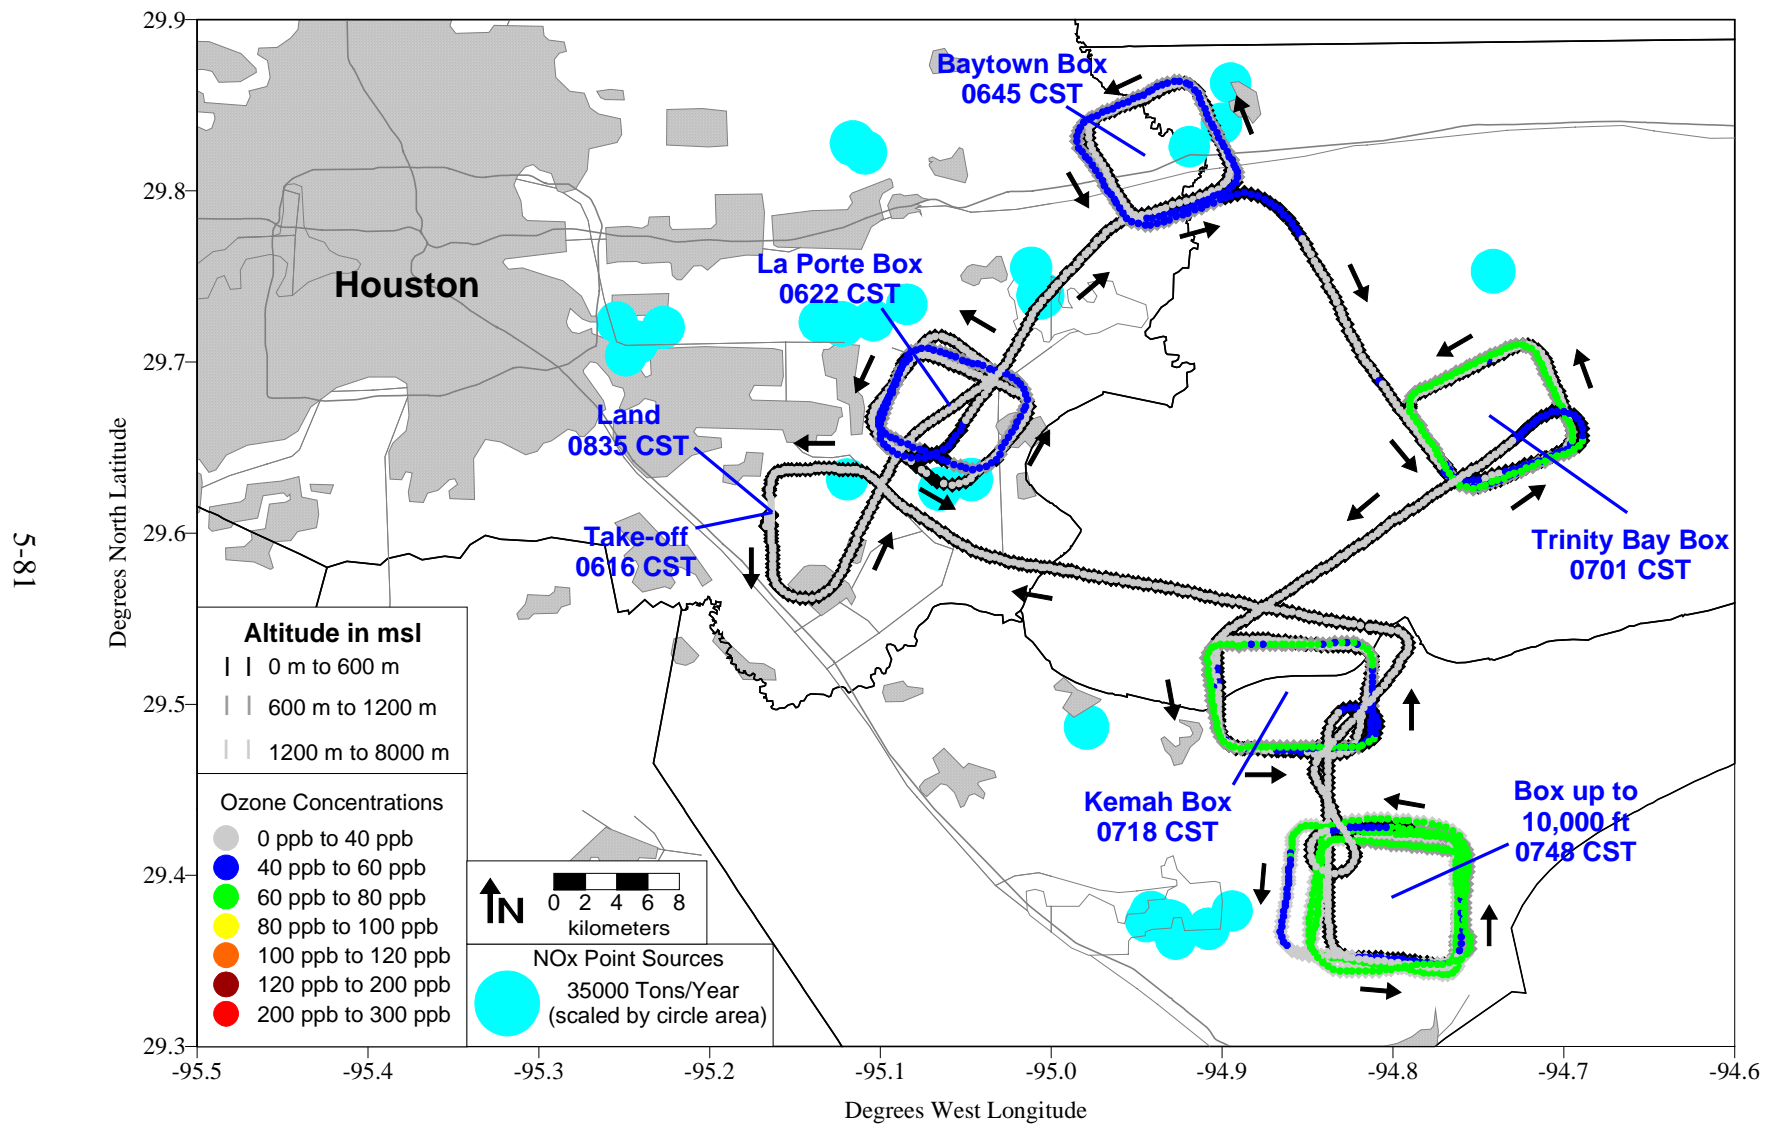 29.9
29.8
29.7
29.6
29.5
29.4
29.3
Degrees North Latitude
5-81
Baytown Box
0645 CST
Houston
La Porte Box
0622 CST
Land
0835 CST
Take-off
0616 CST
Trinity Bay Box
0701 CST
Kemah Box
0718 CST
Box up to
10,000 ft
0748 CST
Altitude in msl
0 m to 600 m
600 m to 1200 m
1200 m to 8000 m
Ozone Concentrations
0 ppb to 40 ppb
40 ppb to 60 ppb
60 ppb to 80 ppb
80 ppb to 100 ppb
100 ppb to 120 ppb
120 ppb to 200 ppb
200 ppb to 300 ppb
N
0 2 4 6 8
kilometers
NOx Point Sources
35000 Tons/Year
(scaled by circle area)
-95.5 -95.4 -95.3 -95.2 -95.1 -95.0 -94.9 -94.8 -94.7 -94.6
Degrees West Longitude